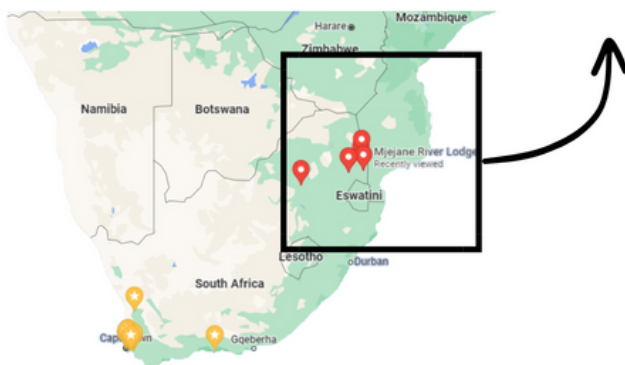 Mozambique
Harare
Zimbabwe
Namibia
Botswana
Mjejane River Lodge
Recently viewed
Eswatini
Lesotho
Durban
South Africa
Gqeberha